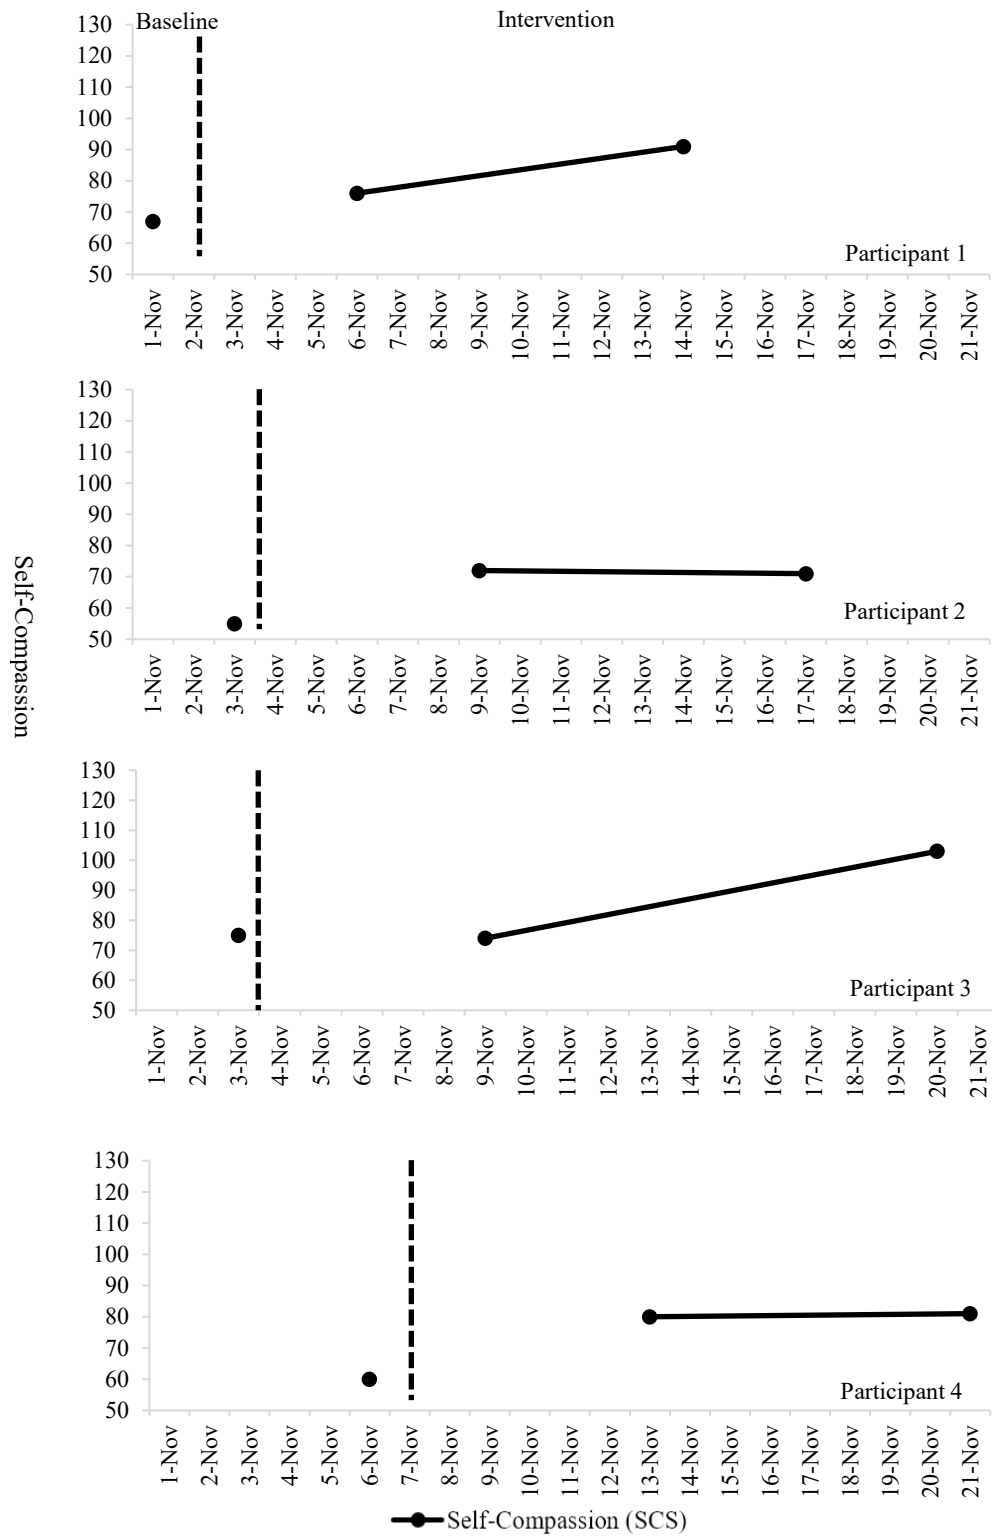 Baseline
Intervention
130
120
110
100
90
80
70
60
50
Participant 1
1-Nov
2-Nov
3-Nov
4-Nov
5-Nov
6-Nov
7-Nov
8-Nov
9-Nov
10-Nov
11-Nov
12-Nov
13-Nov
14-Nov
15-Nov
16-Nov
17-Nov
18-Nov
19-Nov
20-Nov
21-Nov
130
120
110
100
90
80
70
60
50
Participant 2
1-Nov
2-Nov
3-Nov
4-Nov
5-Nov
6-Nov
7-Nov
8-Nov
9-Nov
10-Nov
11-Nov
12-Nov
13-Nov
14-Nov
15-Nov
16-Nov
17-Nov
18-Nov
19-Nov
20-Nov
21-Nov
Self-Compassion
130
120
110
100
90
80
70
60
50
Participant 3
1-Nov
2-Nov
3-Nov
4-Nov
5-Nov
6-Nov
7-Nov
8-Nov
9-Nov
10-Nov
11-Nov
12-Nov
13-Nov
14-Nov
15-Nov
16-Nov
17-Nov
18-Nov
19-Nov
20-Nov
21-Nov
130
120
110
100
90
80
70
60
50
Participant 4
1-Nov
2-Nov
3-Nov
4-Nov
5-Nov
6-Nov
7-Nov
8-Nov
9-Nov
10-Nov
11-Nov
12-Nov
13-Nov
14-Nov
15-Nov
16-Nov
17-Nov
18-Nov
19-Nov
20-Nov
21-Nov
Self-Compassion (SCS)